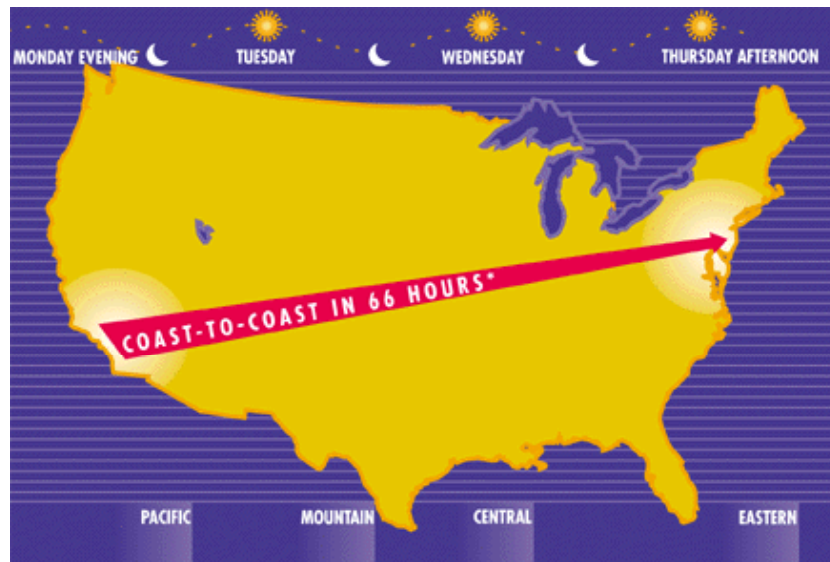 MONDAY EVENING TUESDAY WEDNESDAY THURSDAY AFTERNOON
COAST-TO-COAST IN 66 HOURS*
PACIFIC MOUNTAIN CENTRAL EASTERN